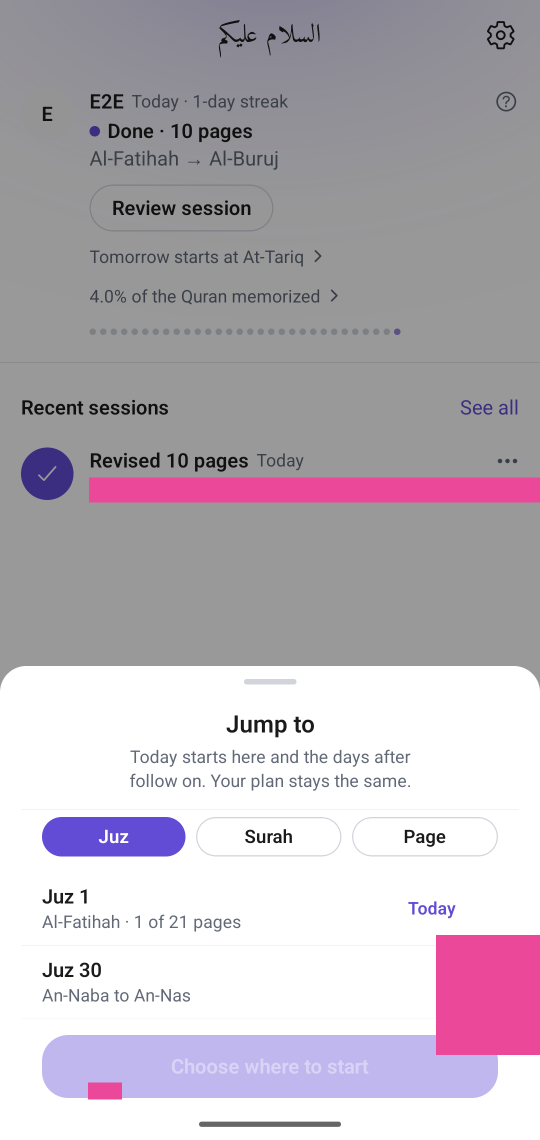 السلام عليكم
E
E2E Today · 1-day streak
?
Done · 10 pages
Al-Fatihah → Al-Buruj
Review session
Tomorrow starts at At-Tariq
4.0% of the Quran memorized
Recent sessions See all
Revised 10 pages Today
Jump to
Today starts here and the days after
follow on. Your plan stays the same.
Juz Surah Page
Juz 1
Al-Fatihah · 1 of 21 pages
Today
Juz 30
An-Naba to An-Nas
Choose where to start